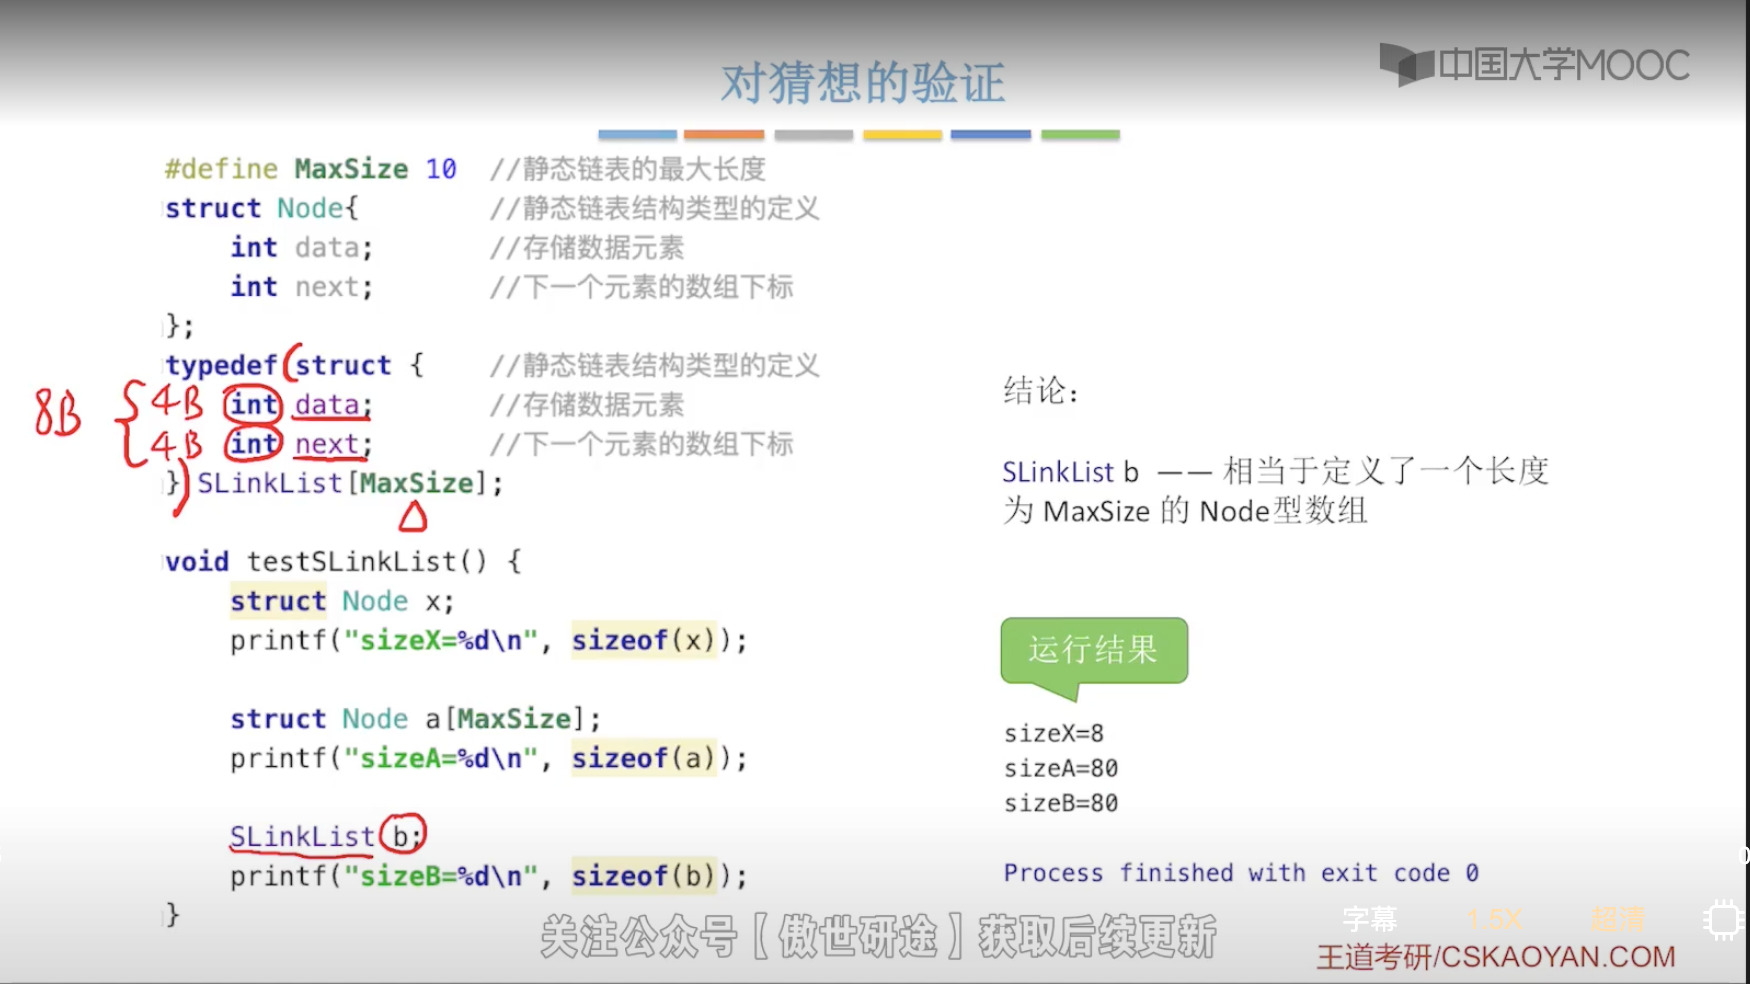 中国大学MOOC
对猜想的验证
#define MaxSize 10 //静态链表的最大长度
struct Node{ //静态链表结构类型的定义
int data; //存储数据元素
int next; //下一个元素的数组下标
};
typedef struct { //静态链表结构类型的定义
8B 4B int data; //存储数据元素
4B int next; //下一个元素的数组下标
} SLinkList[MaxSize];
void testSLinkList() {
struct Node x;
printf("sizeX=%d\n", sizeof(x));
struct Node a[MaxSize];
printf("sizeA=%d\n", sizeof(a));
SLinkList b;
printf("sizeB=%d\n", sizeof(b));
}
结论：
SLinkList b —— 相当于定义了一个长度
为 MaxSize 的 Node型数组
运行结果
sizeX=8
sizeA=80
sizeB=80
Process finished with exit code 0
关注公众号【傲世研途】获取后续更新
字幕 1.5X 超清
王道考研/CSKAOYAN.COM